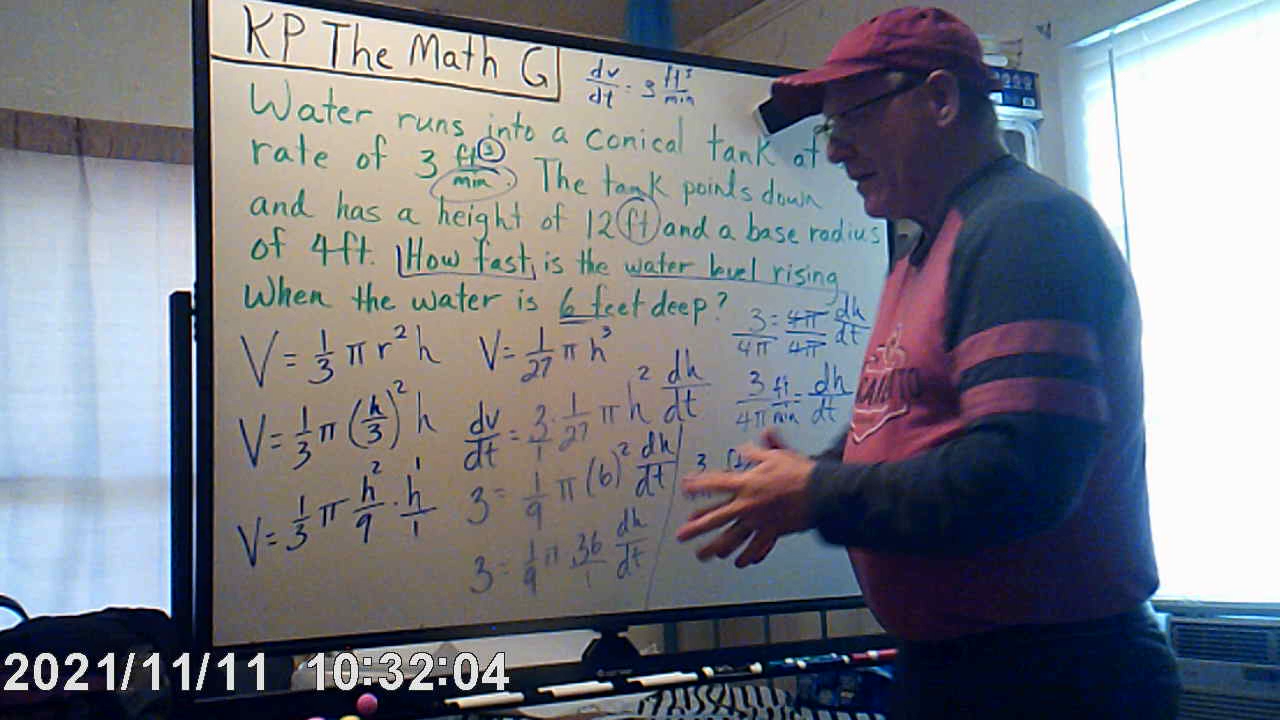 KP The Math G
dv/dt = 3 ft³/min
Water runs into a conical tank at
rate of 3 ft³/min. The tank points down
and has a height of 12 ft and a base radius
of 4ft. How fast is the water level rising
When the water is 6 feet deep?
V = 1/3 π r² h
V = 1/3 π (h/3)² h
V = 1/3 π h²/9 · h¹/1
V = 1/27 π h³
dv/dt = 3/1 · 1/27 π h² dh/dt
3 = 1/9 π (6)² dh/dt
3 = 1/9 π · 36/1 dh/dt
3/4π = 4π/4π dh/dt
3/4π ft/min = dh/dt
3
2021/11/11 10:32:04